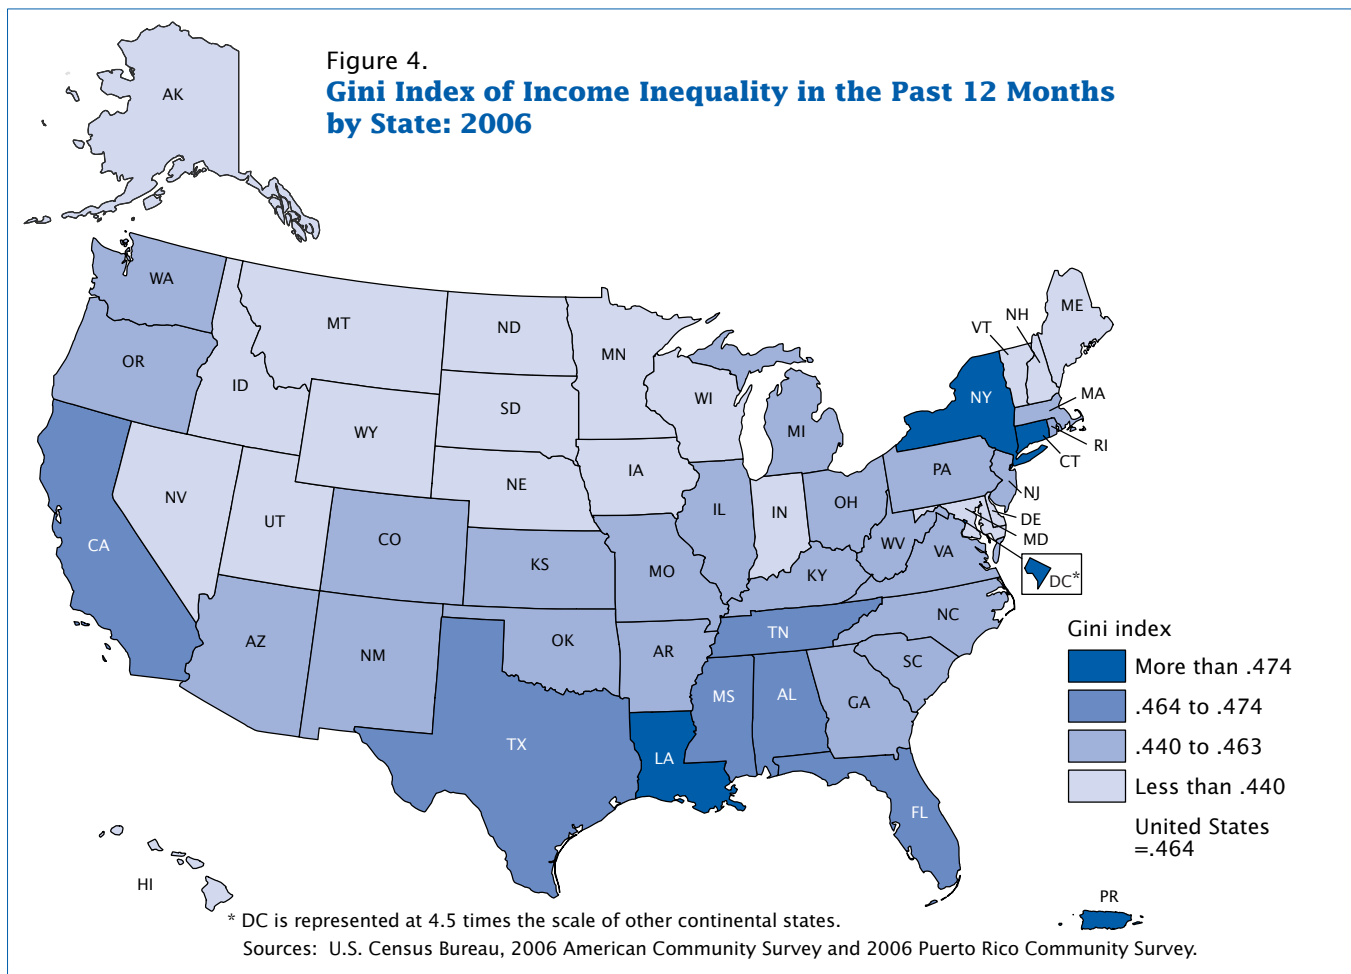 Figure 4.
Gini Index of Income Inequality in the Past 12 Months
by State: 2006
AK
WA
OR
ID
MT
ND
MN
WI
MI
VT
NH
ME
NY
MA
RI
CT
SD
WY
NE
IA
IL
IN
OH
PA
NJ
DE
MD
DC*
NV
UT
CO
KS
MO
KY
WV
VA
CA
AZ
NM
OK
AR
TN
NC
SC
MS
AL
GA
TX
LA
FL
HI
Gini index
More than .474
.464 to .474
.440 to .463
Less than .440
United States
=.464
PR
* DC is represented at 4.5 times the scale of other continental states.
Sources: U.S. Census Bureau, 2006 American Community Survey and 2006 Puerto Rico Community Survey.